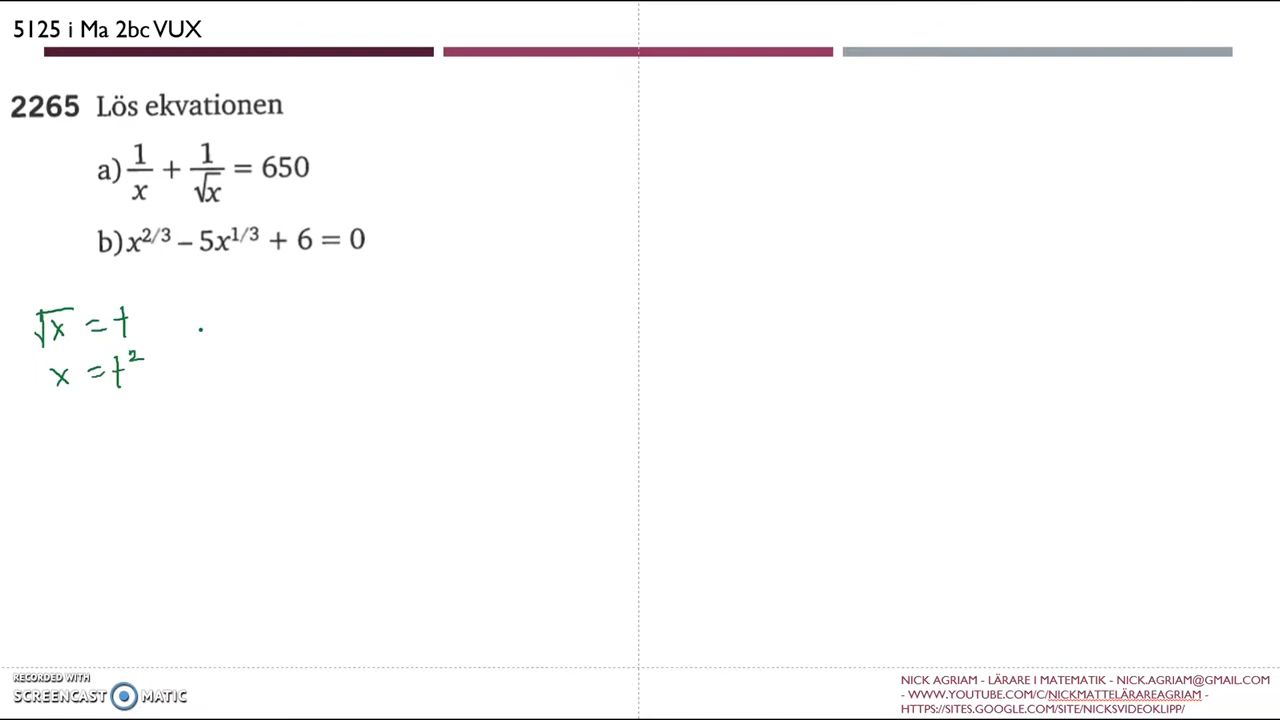 5125 i Ma 2bc VUX
2265 Lös ekvationen
a) 1/x + 1/√x = 650
b) x^2/3 – 5x^1/3 + 6 = 0
√x = t
x = t²
RECORDED WITH
SCREENCAST MATIC
NICK AGRIAM - LÄRARE I MATEMATIK - NICK.AGRIAM@GMAIL.COM
- WWW.YOUTUBE.COM/C/NICKMATTELÄRAREAGRIAM -
HTTPS://SITES.GOOGLE.COM/SITE/NICKSVIDEOKLIPP/